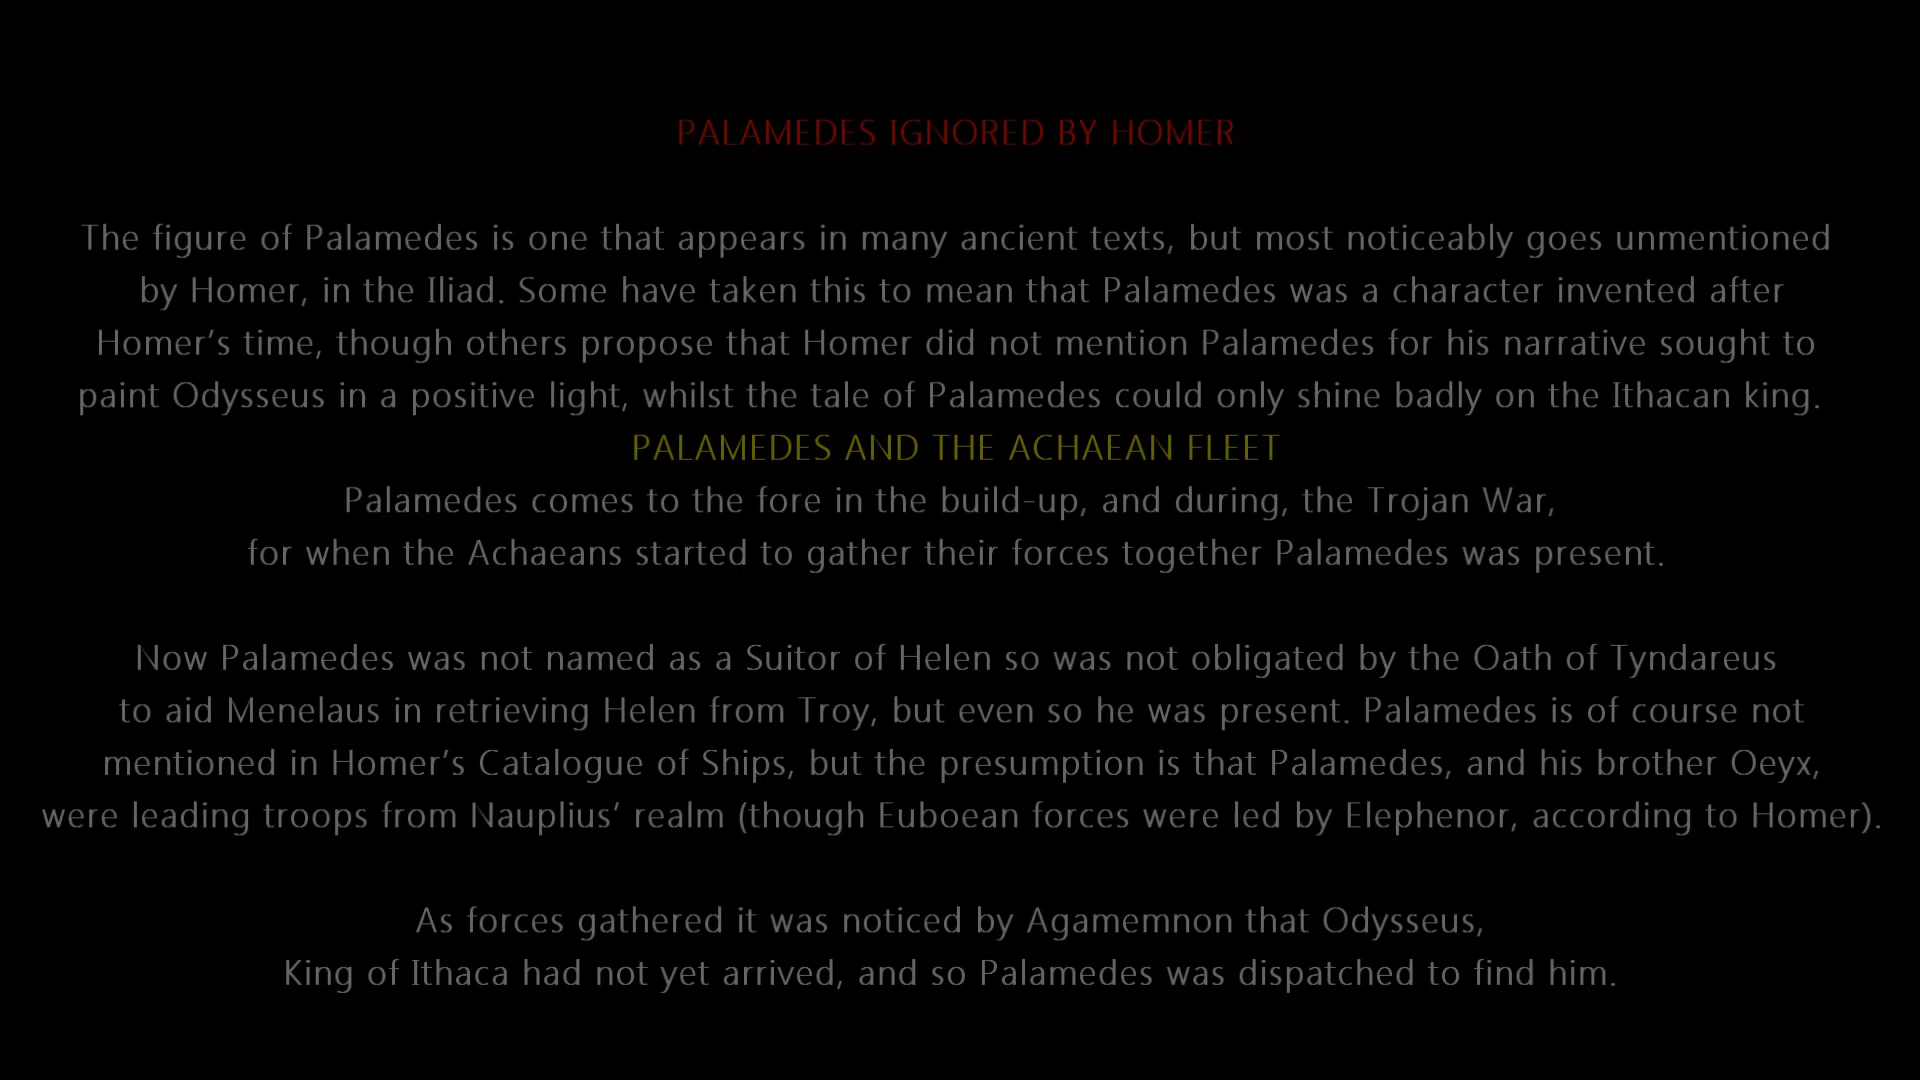 PALAMEDES IGNORED BY HOMER
The figure of Palamedes is one that appears in many ancient texts, but most noticeably goes unmentioned
by Homer, in the Iliad. Some have taken this to mean that Palamedes was a character invented after
Homer’s time, though others propose that Homer did not mention Palamedes for his narrative sought to
paint Odysseus in a positive light, whilst the tale of Palamedes could only shine badly on the Ithacan king.
PALAMEDES AND THE ACHAEAN FLEET
Palamedes comes to the fore in the build-up, and during, the Trojan War,
for when the Achaeans started to gather their forces together Palamedes was present.
Now Palamedes was not named as a Suitor of Helen so was not obligated by the Oath of Tyndareus
to aid Menelaus in retrieving Helen from Troy, but even so he was present. Palamedes is of course not
mentioned in Homer’s Catalogue of Ships, but the presumption is that Palamedes, and his brother Oeyx,
were leading troops from Nauplius’ realm (though Euboean forces were led by Elephenor, according to Homer).
As forces gathered it was noticed by Agamemnon that Odysseus,
King of Ithaca had not yet arrived, and so Palamedes was dispatched to find him.